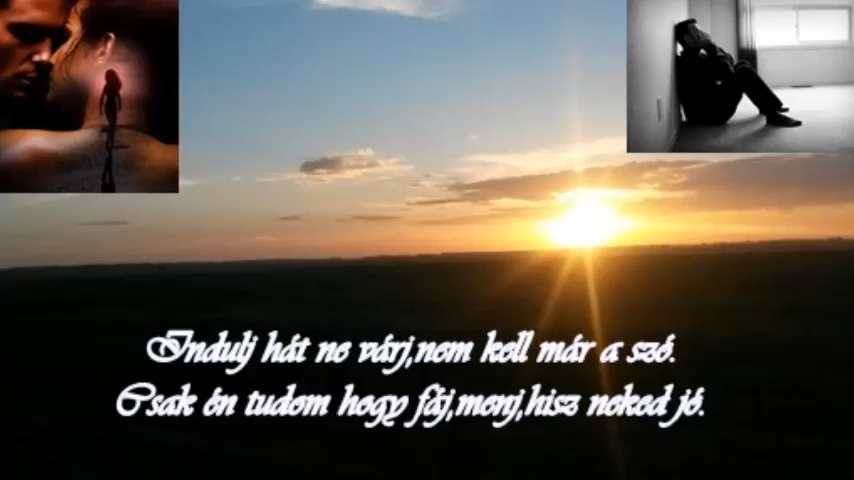 Indulj hát ne várj,nem kell már a szó.
Csak én tudom hogy fáj,menj,hisz neked jó.